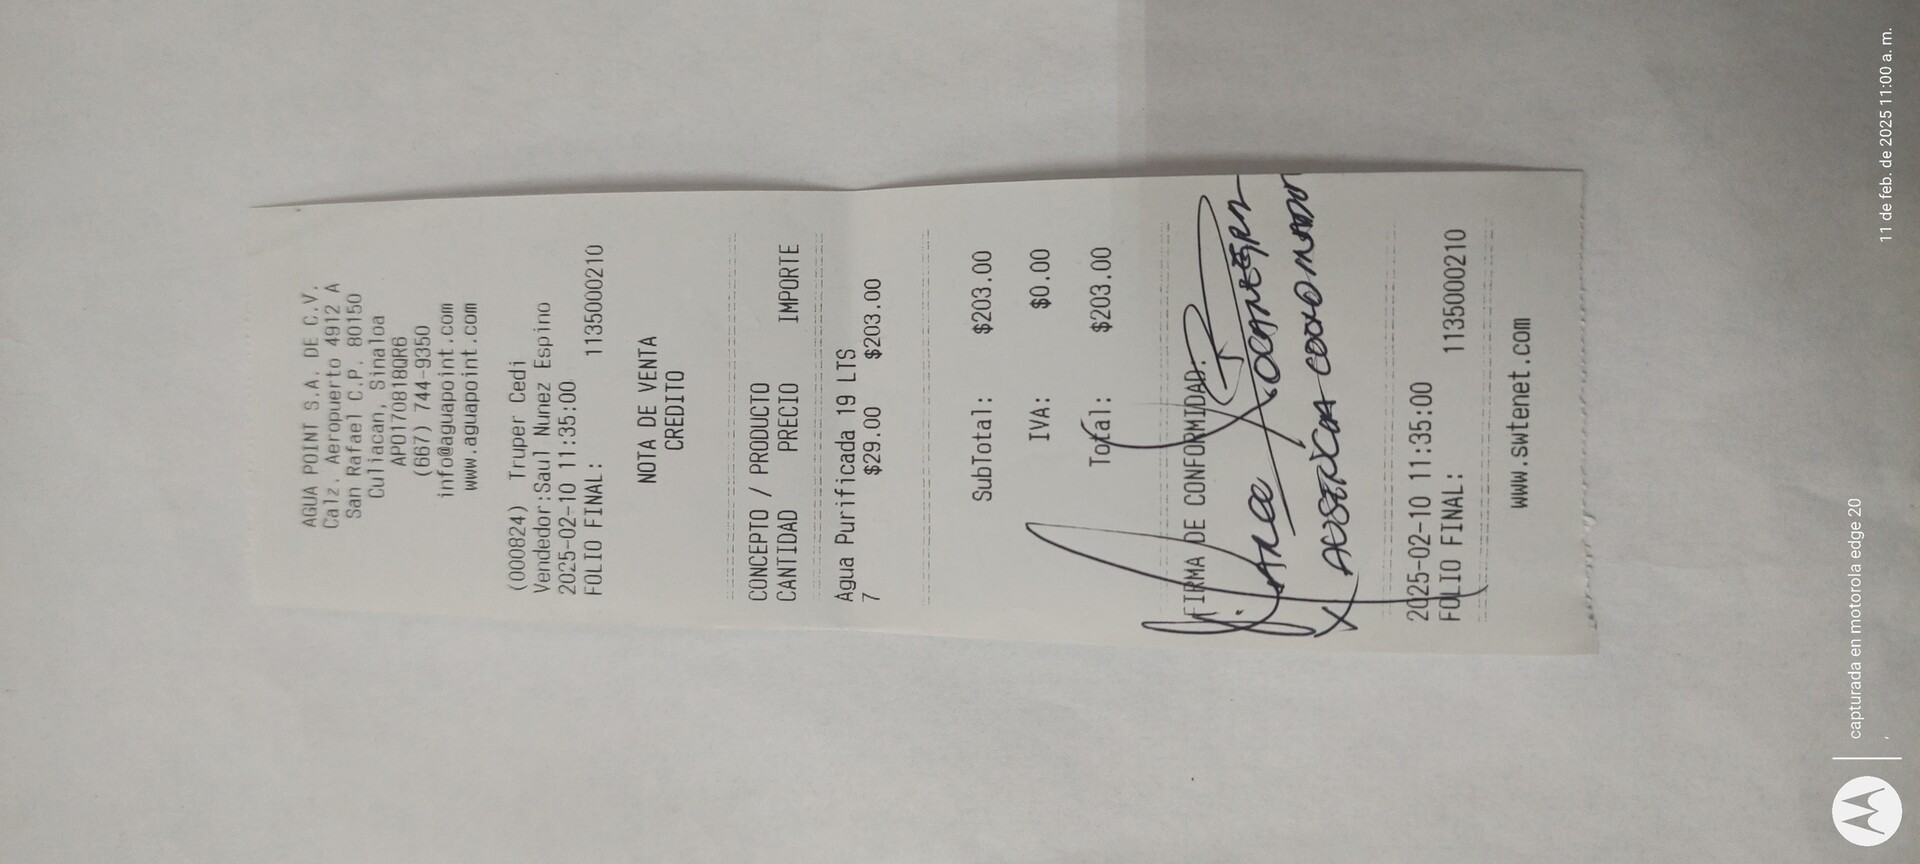 AGUA POINT S.A. DE C.V.
Calz. Aeropuerto 4912 A
San Rafael C.P. 80150
Culiacan, Sinaloa
APO170818QR6
(667) 744-9350
info@aguapoint.com
www.aguapoint.com
(000824) Truper Cedi
Vendedor:Saul Nunez Espino
2025-02-10 11:35:00
FOLIO FINAL: 1135000210
NOTA DE VENTA
CREDITO
CONCEPTO / PRODUCTO
CANTIDAD PRECIO IMPORTE
Agua Purificada 19 LTS
7 $29.00 $203.00
SubTotal: $203.00
IVA: $0.00
Total: $203.00
FIRMA DE CONFORMIDAD:
2025-02-10 11:35:00
FOLIO FINAL: 1135000210
www.swtenet.com
capturada en motorola edge 20
11 de feb. de 2025 11:00 a. m.